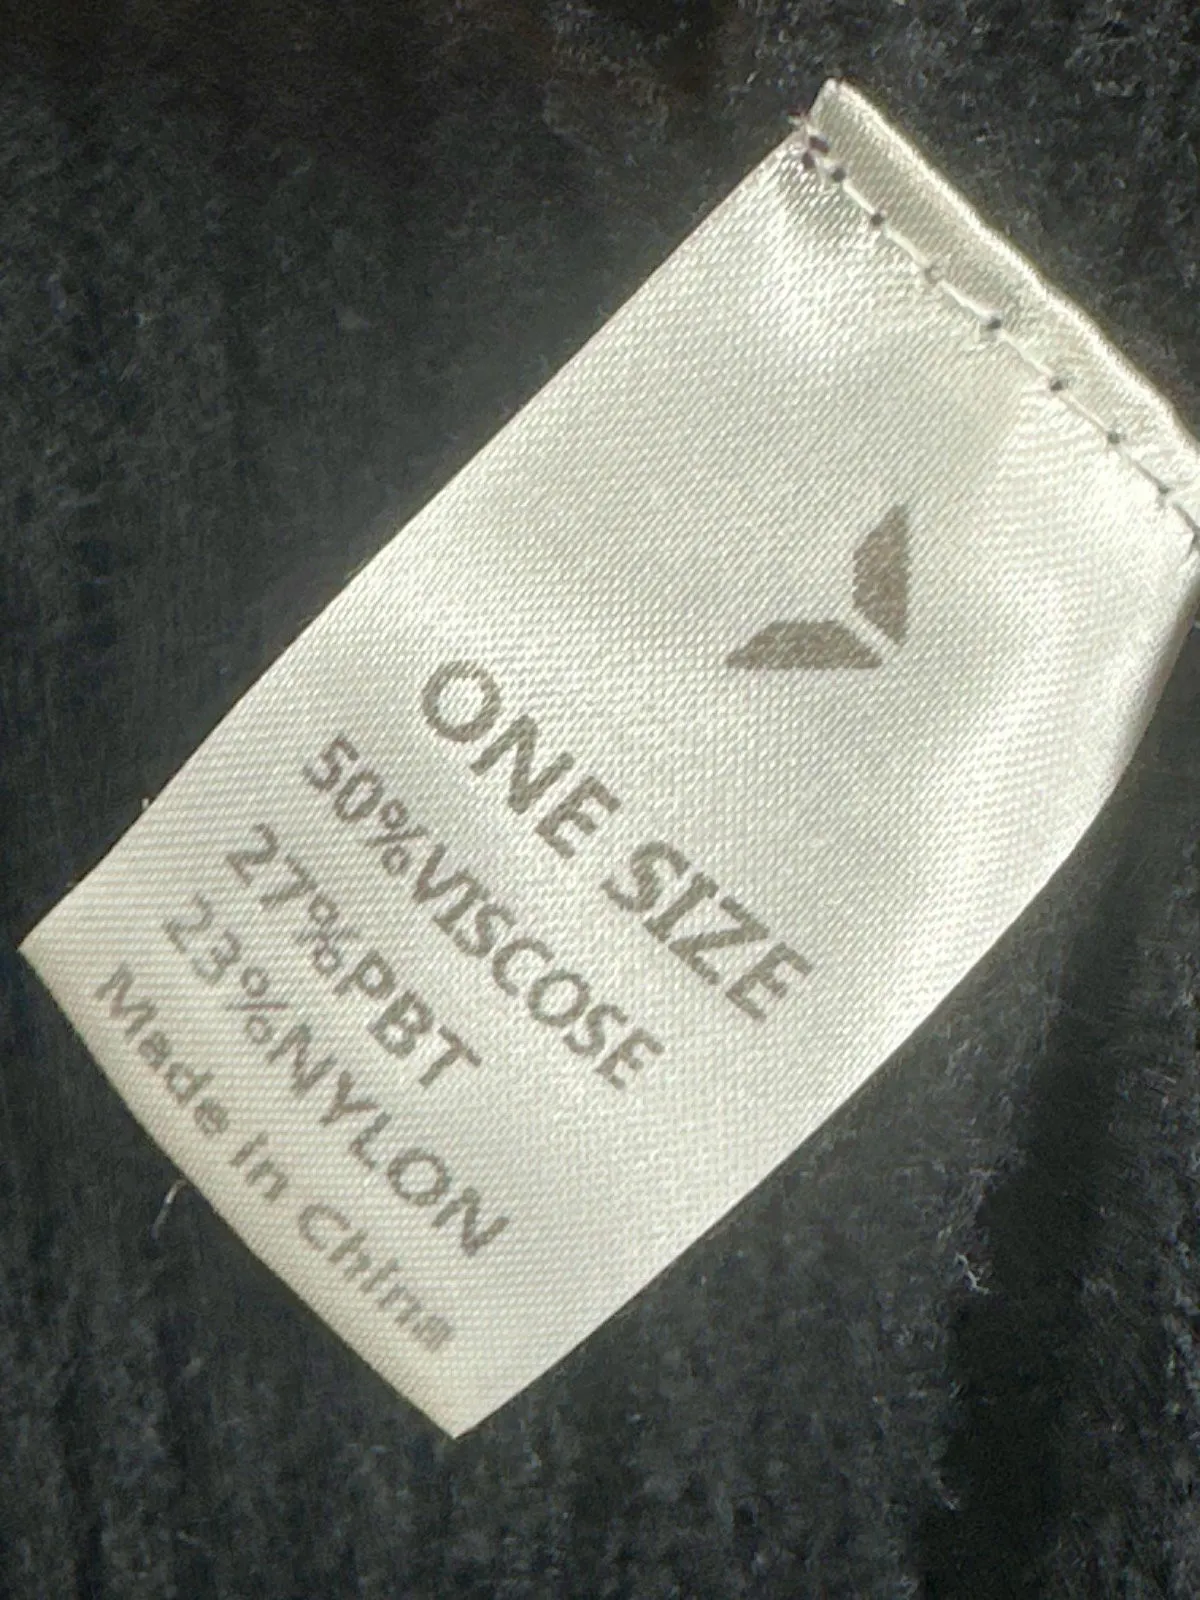 ONE SIZE
50%VISCOSE
27%PBT
23%NYLON
Made In China